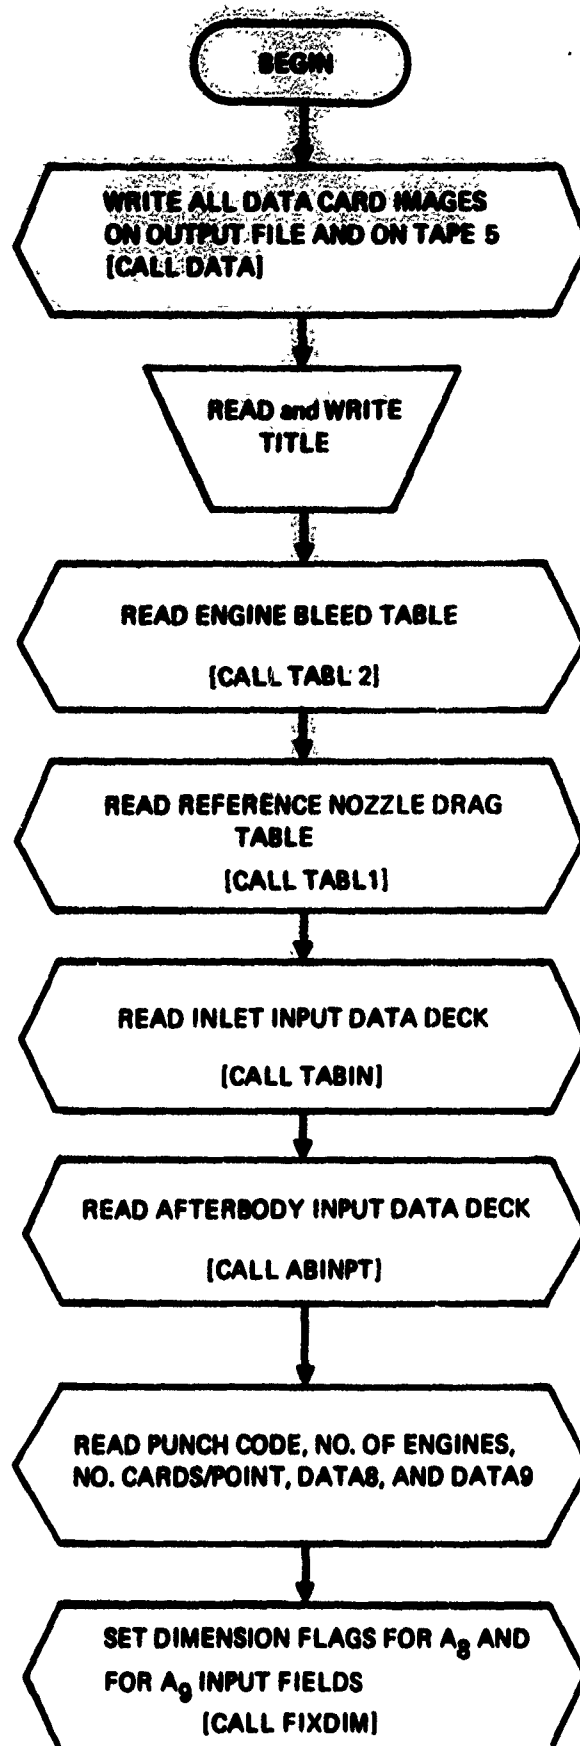 BEGIN
WRITE ALL DATA CARD IMAGES
ON OUTPUT FILE AND ON TAPE 5
[CALL DATA]
READ and WRITE
TITLE
READ ENGINE BLEED TABLE
[CALL TABL 2]
READ REFERENCE NOZZLE DRAG
TABLE
[CALL TABL1]
READ INLET INPUT DATA DECK
[CALL TABIN]
READ AFTERBODY INPUT DATA DECK
[CALL ABINPT]
READ PUNCH CODE, NO. OF ENGINES,
NO. CARDS/POINT, DATA8, AND DATA9
SET DIMENSION FLAGS FOR A8 AND
FOR A9 INPUT FIELDS
[CALL FIXDIM]